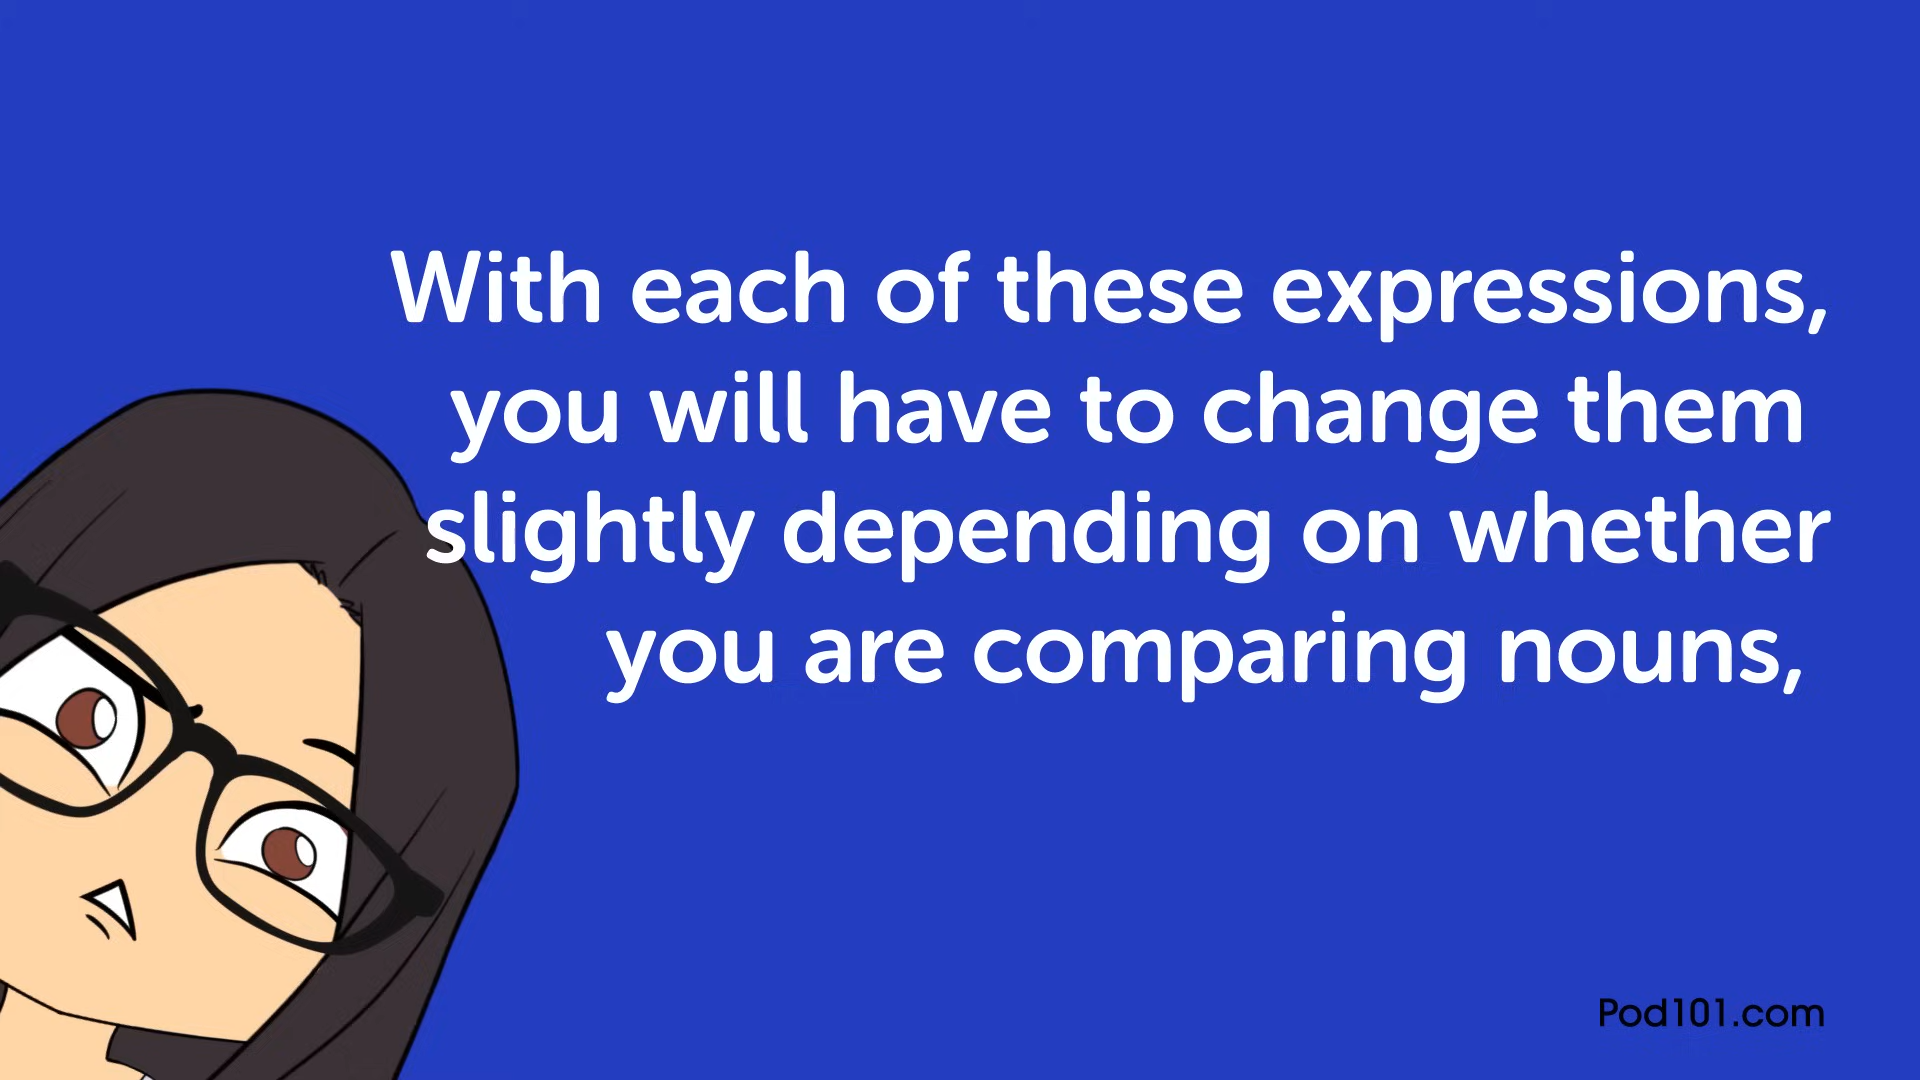 With each of these expressions,
you will have to change them
slightly depending on whether
you are comparing nouns,
Pod101.com